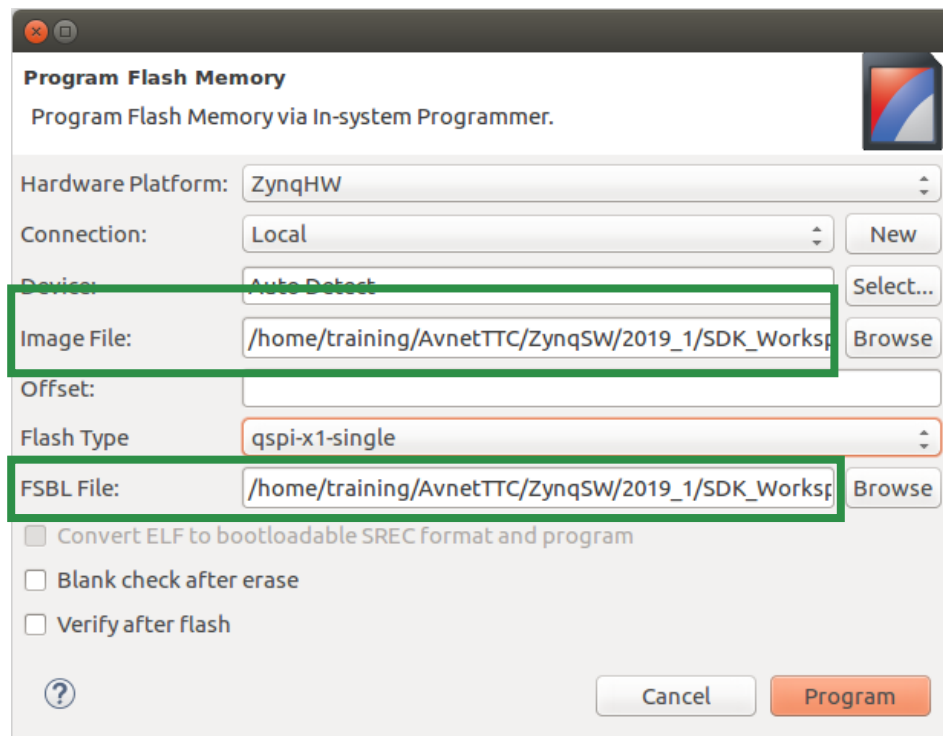 Program Flash Memory
Program Flash Memory via In-system Programmer.
Hardware Platform: ZynqHW
Connection: Local New
Device: Auto Detect Select...
Image File: /home/training/AvnetTTC/ZynqSW/2019_1/SDK_Worksp Browse
Offset:
Flash Type qspi-x1-single
FSBL File: /home/training/AvnetTTC/ZynqSW/2019_1/SDK_Worksp Browse
Convert ELF to bootloadable SREC format and program
Blank check after erase
Verify after flash
? Cancel Program